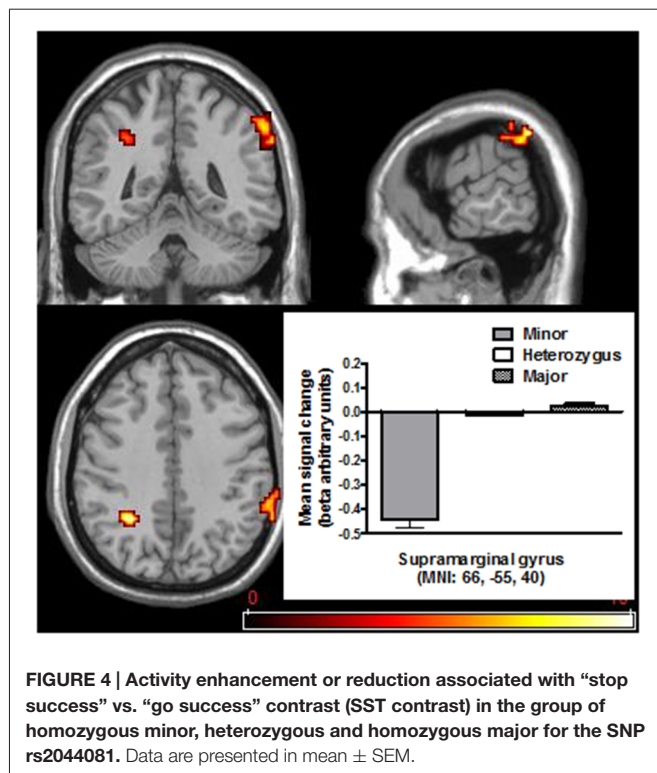 Minor
Heterozygus
Major
0.2
0.1
0.0
-0.1
-0.2
-0.3
-0.4
-0.5
Mean signal change
(beta arbitrary units)
Supramarginal gyrus
(MNI: 66, -55, 40)
0
FIGURE 4 | Activity enhancement or reduction associated with “stop
success” vs. “go success” contrast (SST contrast) in the group of
homozygous minor, heterozygous and homozygous major for the SNP
rs2044081. Data are presented in mean ± SEM.